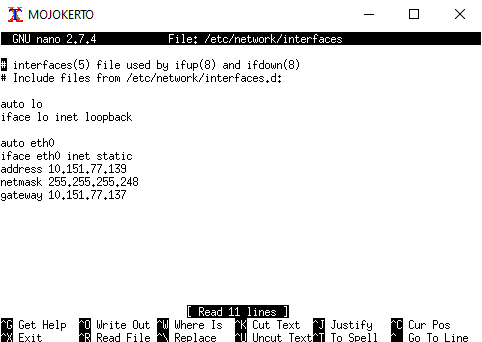 MOJOKERTO
GNU nano 2.7.4 File: /etc/network/interfaces
# interfaces(5) file used by ifup(8) and ifdown(8)
# Include files from /etc/network/interfaces.d:
auto lo
iface lo inet loopback
auto eth0
iface eth0 inet static
address 10.151.77.139
netmask 255.255.255.248
gateway 10.151.77.137
[ Read 11 lines ]
^G Get Help ^O Write Out ^W Where Is ^K Cut Text ^J Justify ^C Cur Pos
^X Exit ^R Read File ^\ Replace ^U Uncut Text ^T To Spell ^_ Go To Line